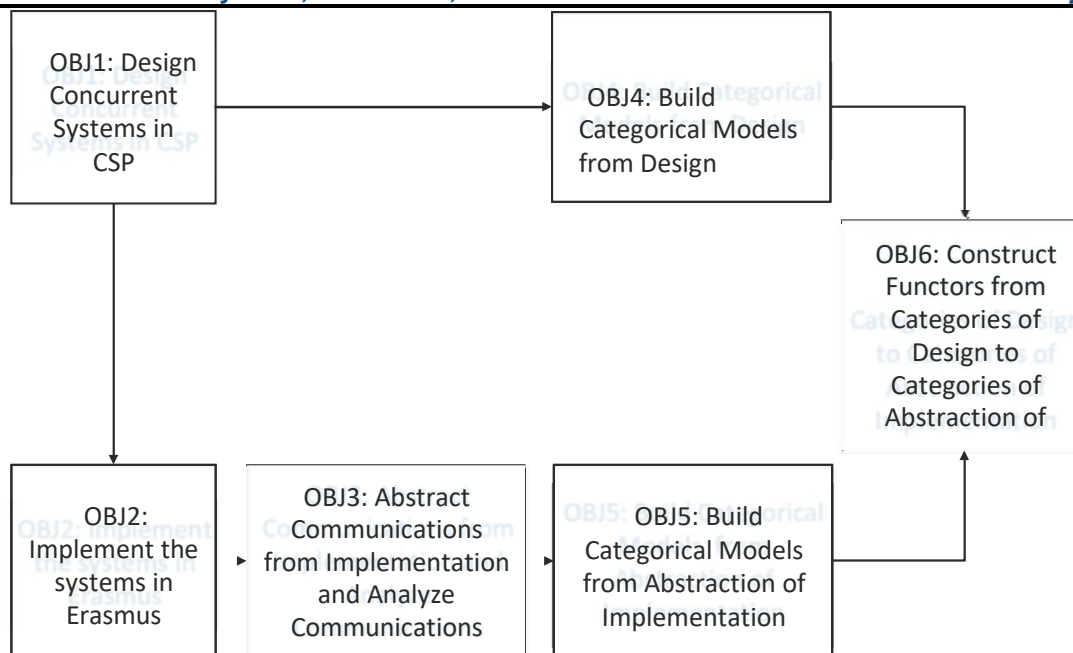 OBJ1: Design
Concurrent
Systems in
CSP
OBJ4: Build
Categorical Models
from Design
OBJ6: Construct
Functors from
Categories of
Design to
Categories of
Abstraction of
OBJ2:
Implement the
systems in
Erasmus
OBJ3: Abstract
Communications
from Implementation
and Analyze
Communications
OBJ5: Build
Categorical Models
from Abstraction of
Implementation